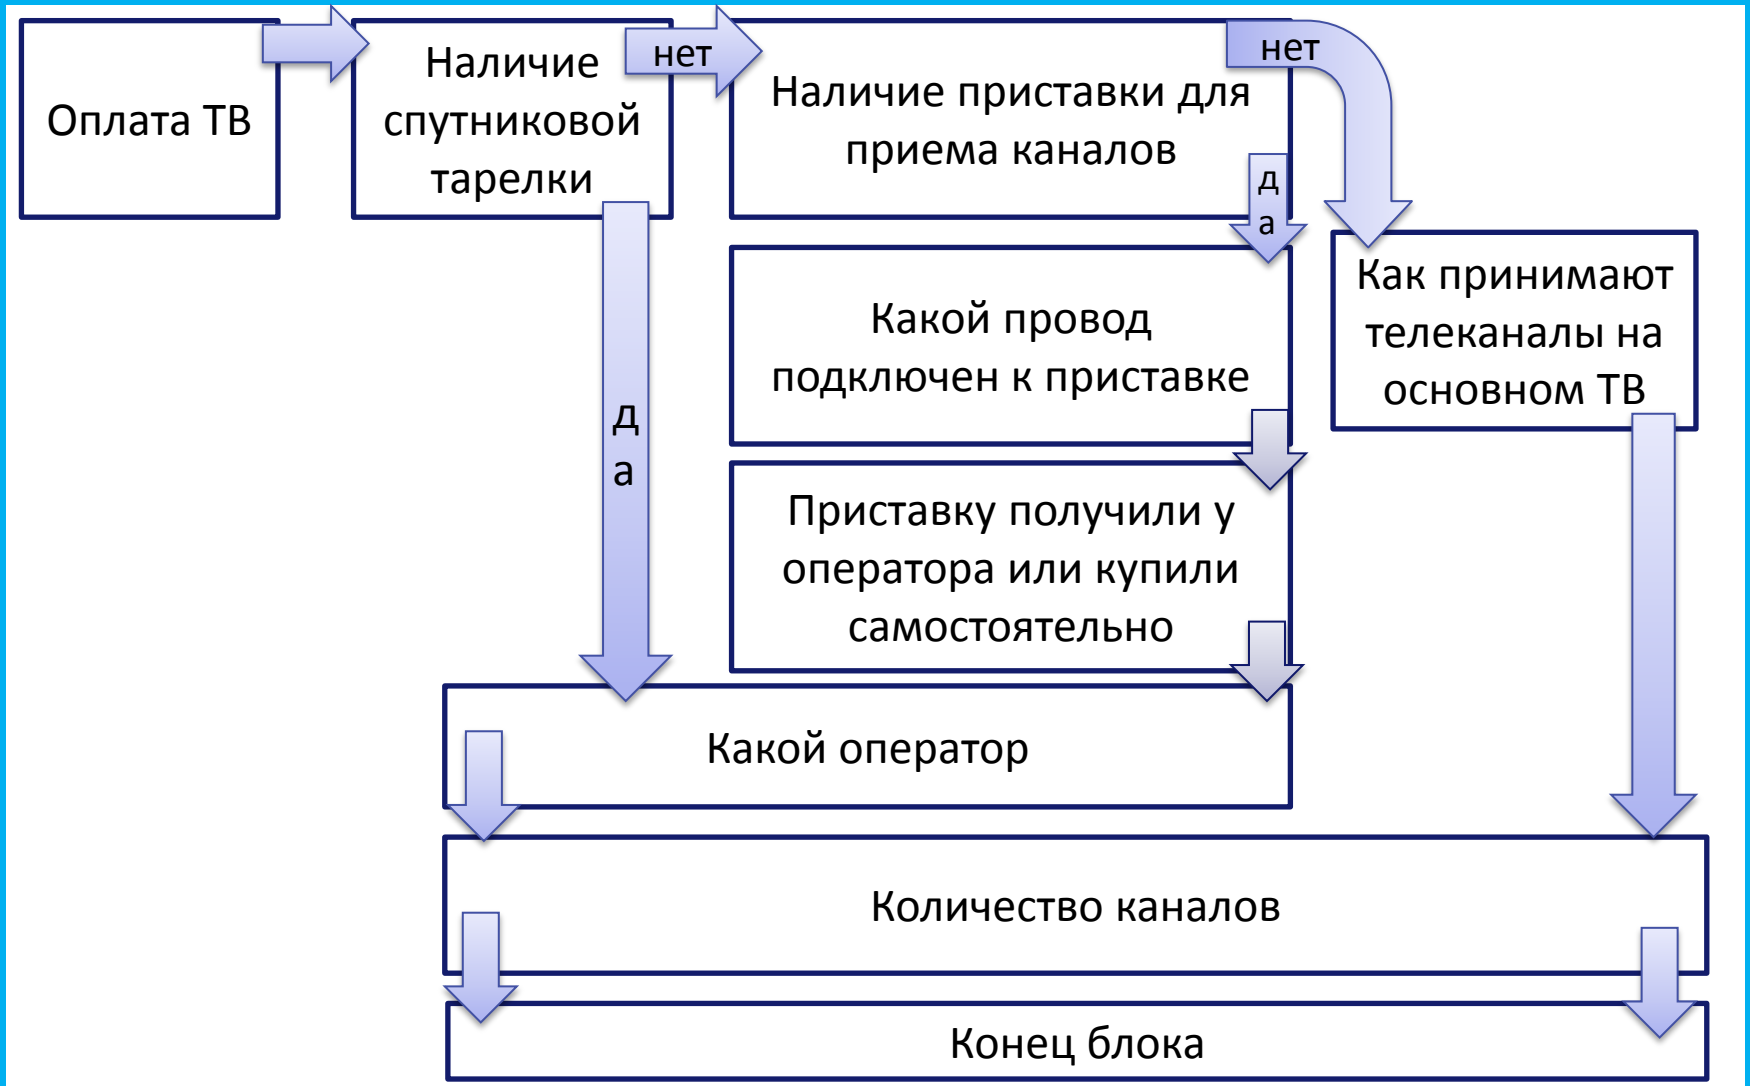 Оплата ТВ
Наличие
спутниковой
тарелки
нет
Наличие приставки для
приема каналов
нет
д
а
Какой провод
подключен к приставке
Как принимают
телеканалы на
основном ТВ
д
а
Приставку получили у
оператора или купили
самостоятельно
Какой оператор
Количество каналов
Конец блока